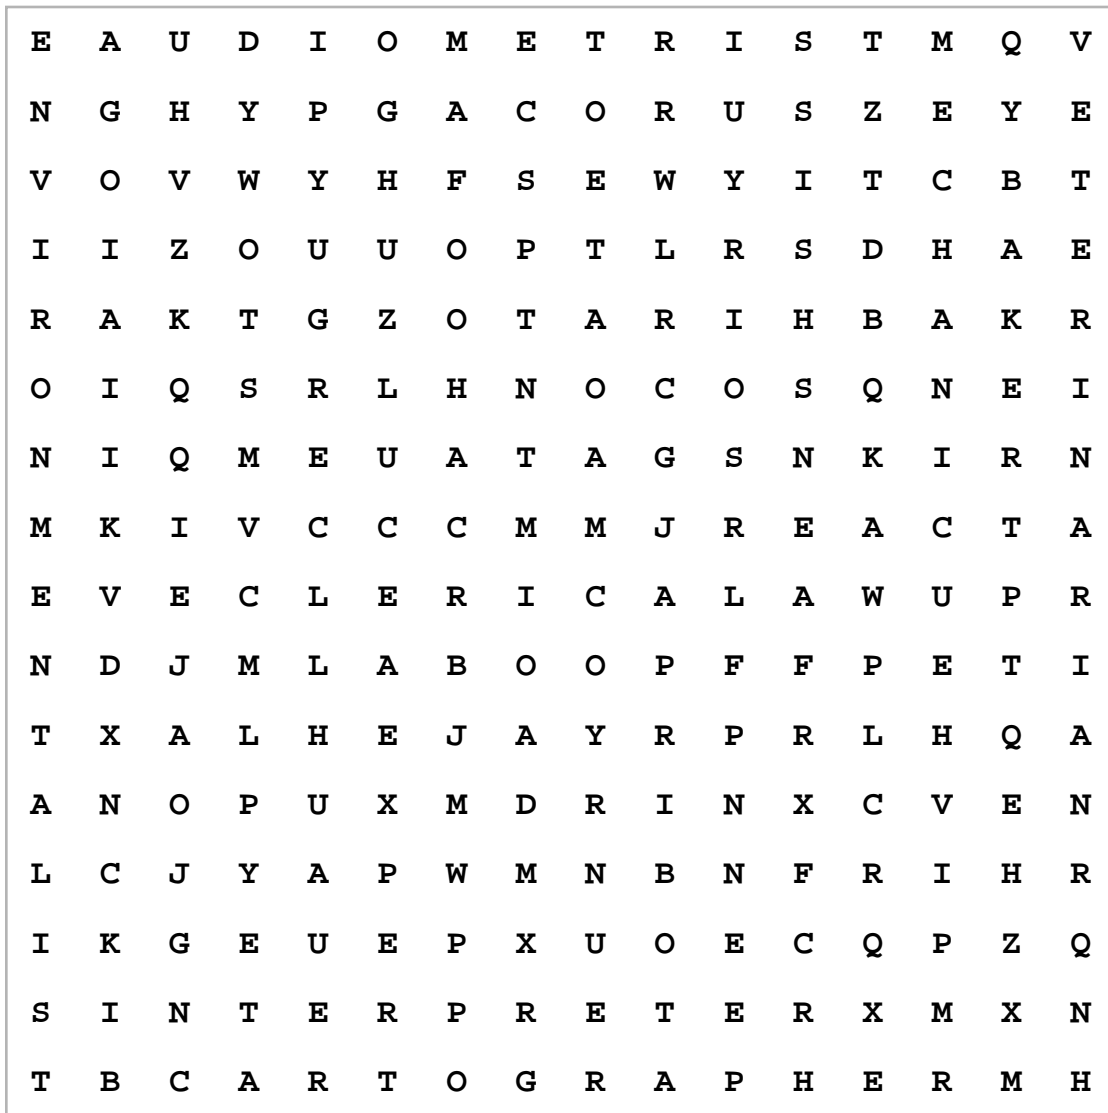 E A U D I O M E T R I S T M Q V
N G H Y P G A C O R U S Z E Y E
V O V W Y H F S E W Y I T C B T
I I Z O U U O P T L R S D H A E
R A K T G Z O T A R I H B A K R
O I Q S R L H N O C O S Q N E I
N I Q M E U A T A G S N K I R N
M K I V C C C M M J R E A C T A
E V E C L E R I C A L A W U P R
N D J M L A B O O P F F P E T I
T X A L H E J A Y R P R L H Q A
A N O P U X M D R I N X C V E N
L C J Y A P W M N B N F R I H R
I K G E U E P X U O E C Q P Z Q
S I N T E R P R E T E R X M X N
T B C A R T O G R A P H E R M H